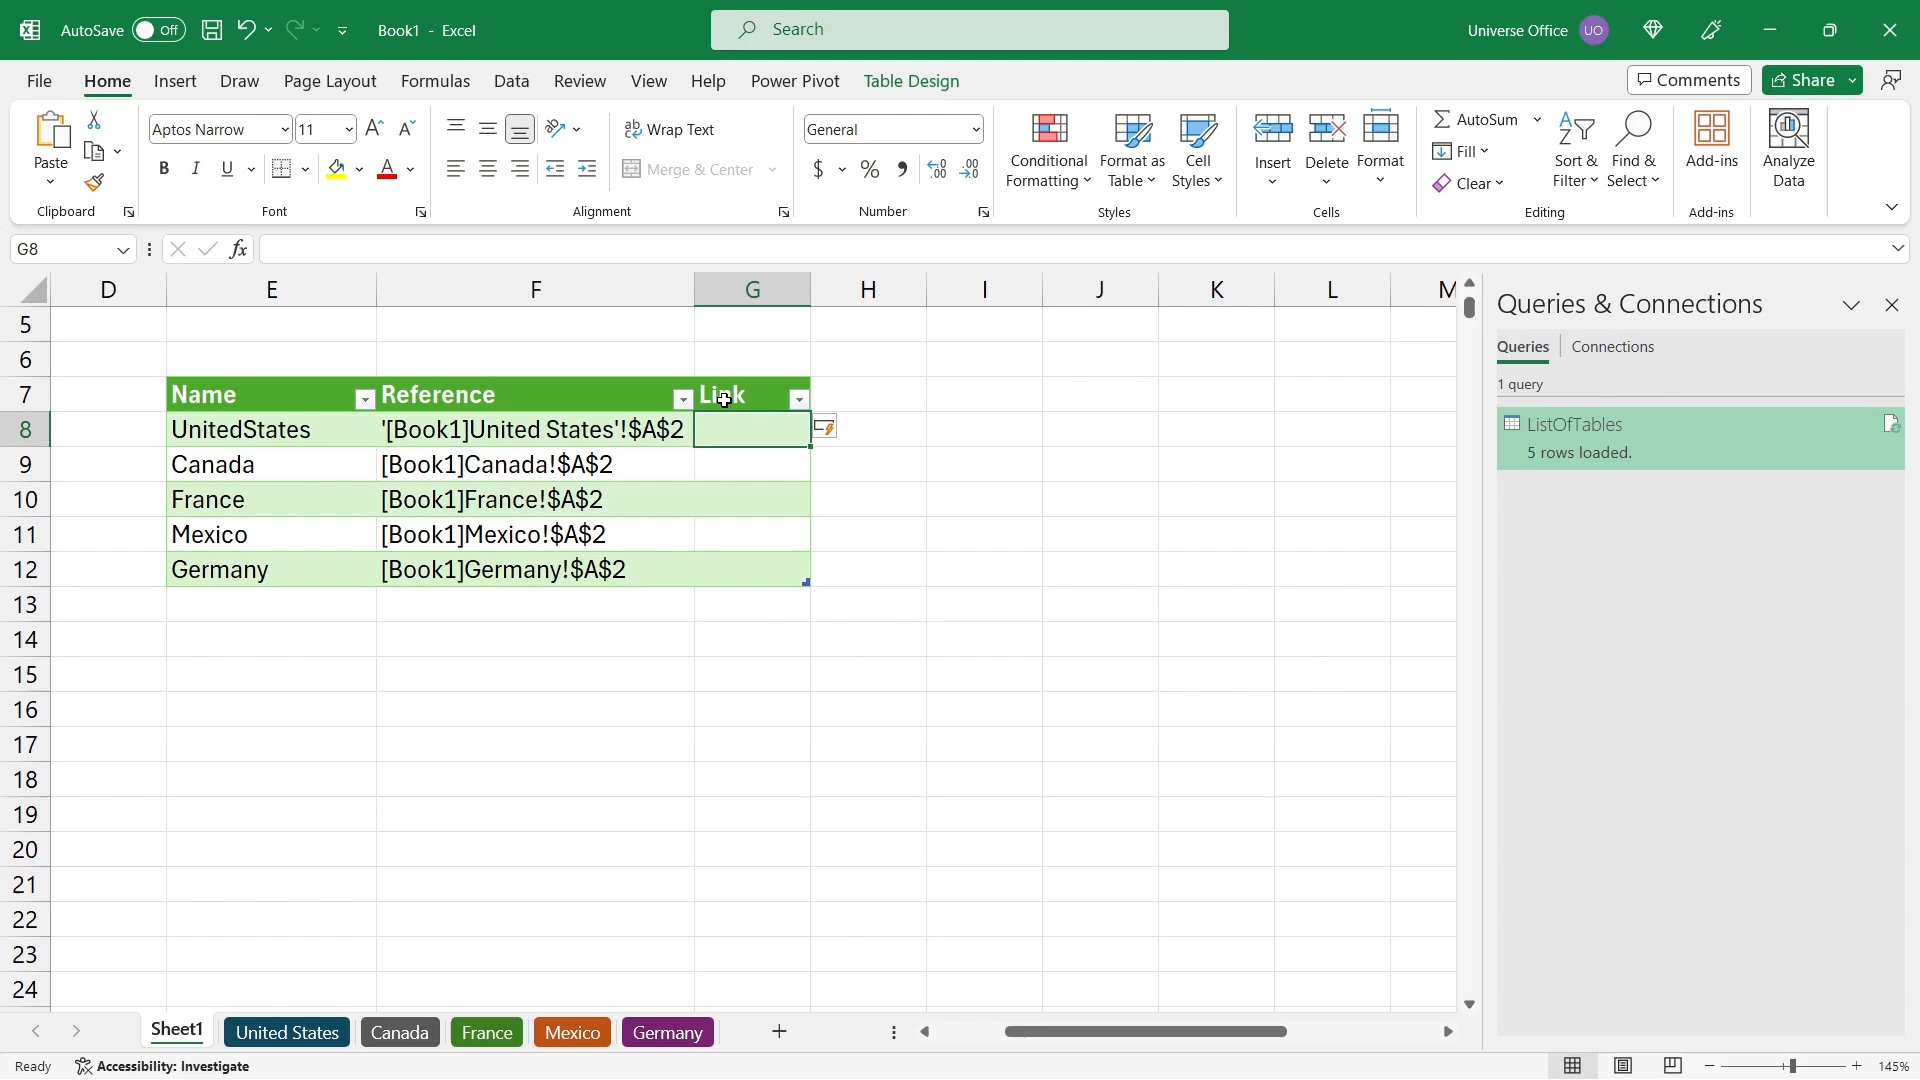 AutoSave Off Book1 - Excel Search Universe Office UO
File Home Insert Draw Page Layout Formulas Data Review View Help Power Pivot Table Design Comments Share
Aptos Narrow 11 Wrap Text General AutoSum
Paste B I U Merge & Center $ % Conditional Formatting Format as Table Cell Styles Insert Delete Format Fill Clear Sort & Filter Find & Select Add-ins Analyze Data
Clipboard Font Alignment Number Styles Cells Editing Add-ins
G8 fx
D E F G H I J K L M
5
6
7 Name Reference Link
8 UnitedStates '[Book1]United States'!$A$2
9 Canada [Book1]Canada!$A$2
10 France [Book1]France!$A$2
11 Mexico [Book1]Mexico!$A$2
12 Germany [Book1]Germany!$A$2
13
14
15
16
17
18
19
20
21
22
23
24
Queries & Connections
Queries Connections
1 query
ListOfTables
5 rows loaded.
Sheet1 United States Canada France Mexico Germany
Ready Accessibility: Investigate 145%